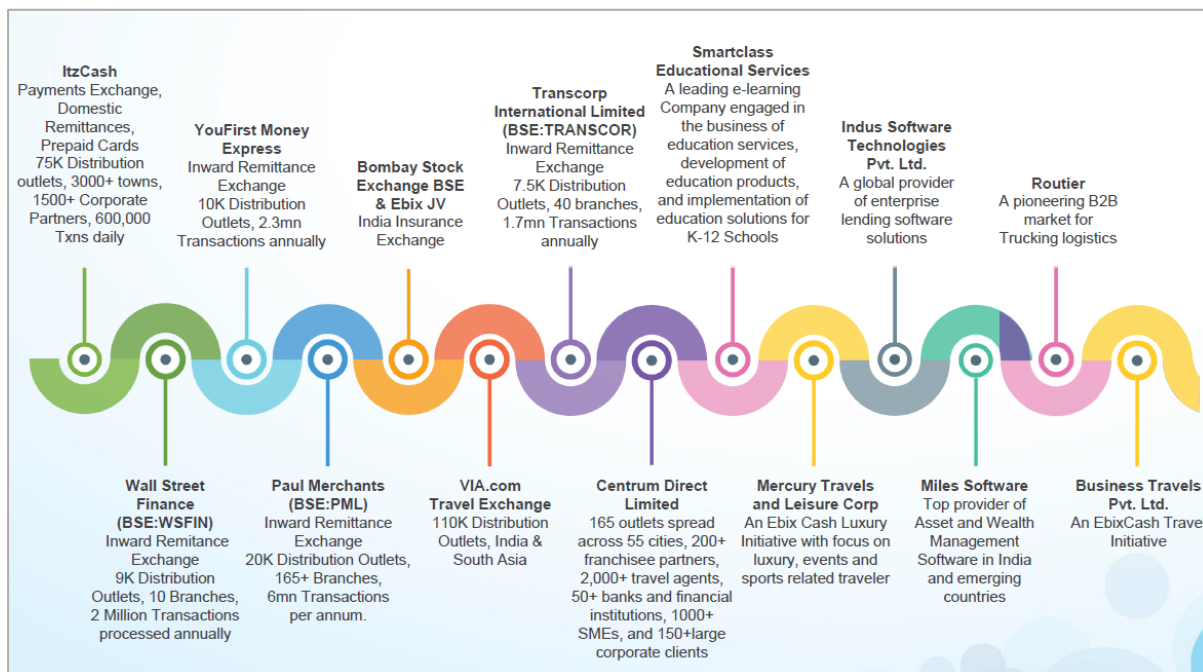 ItzCash
Payments Exchange,
Domestic
Remittances,
Prepaid Cards
75K Distribution
outlets, 3000+ towns,
1500+ Corporate
Partners, 600,000
Txns daily
YouFirst Money
Express
Inward Remittance
Exchange
10K Distribution
Outlets, 2.3mn
Transactions annually
Bombay Stock
Exchange BSE
& Ebix JV
India Insurance
Exchange
Transcorp
International Limited
(BSE:TRANSCOR)
Inward Remittance
Exchange
7.5K Distribution
Outlets, 40 branches,
1.7mn Transactions
annually
Smartclass
Educational Services
A leading e-learning
Company engaged in
the business of
education services,
development of
education products,
and implementation of
education solutions for
K-12 Schools
Indus Software
Technologies
Pvt. Ltd.
A global provider
of enterprise
lending software
solutions
Routier
A pioneering B2B
market for
Trucking logistics
Wall Street
Finance
(BSE:WSFIN)
Inward Remitance
Exchange
9K Distribution
Outlets, 10 Branches,
2 Million Transactions
processed annually
Paul Merchants
(BSE:PML)
Inward Remittance
Exchange
20K Distribution Outlets,
165+ Branches,
6mn Transactions
per annum.
VIA.com
Travel Exchange
110K Distribution
Outlets, India &
South Asia
Centrum Direct
Limited
165 outlets spread
across 55 cities, 200+
franchisee partners,
2,000+ travel agents,
50+ banks and financial
institutions, 1000+
SMEs, and 150+large
corporate clients
Mercury Travels
and Leisure Corp
An Ebix Cash Luxury
Initiative with focus on
luxury, events and
sports related traveler
Miles Software
Top provider of
Asset and Wealth
Management
Software in India
and emerging
countries
Business Travels
Pvt. Ltd.
An EbixCash Travel
Initiative